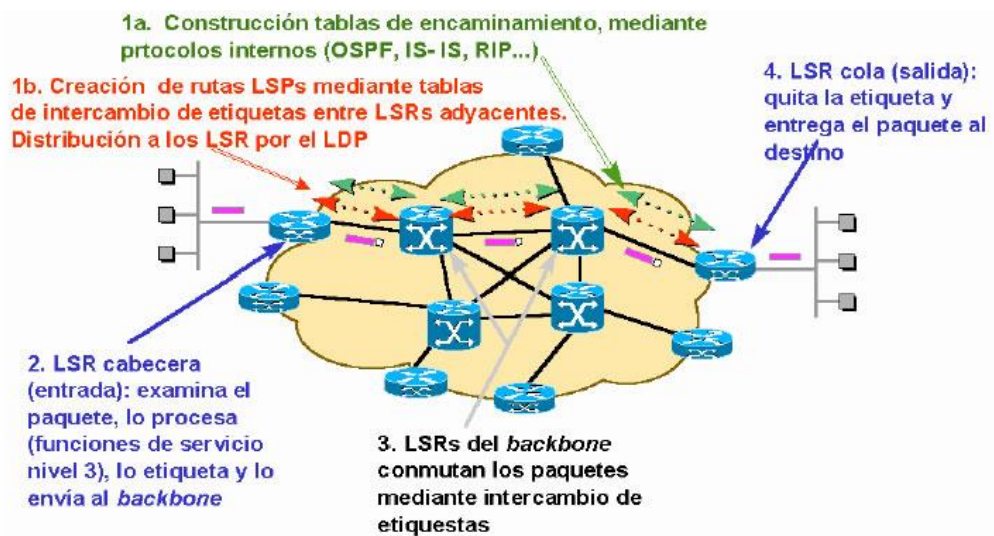 1a. Construcción tablas de encaminamiento, mediante
prtocolos internos (OSPF, IS- IS, RIP...)
1b. Creación de rutas LSPs mediante tablas
de intercambio de etiquetas entre LSRs adyacentes.
Distribución a los LSR por el LDP
4. LSR cola (salida):
quita la etiqueta y
entrega el paquete al
destino
2. LSR cabecera
(entrada): examina el
paquete, lo procesa
(funciones de servicio
nivel 3), lo etiqueta y lo
envía al backbone
3. LSRs del backbone
conmutan los paquetes
mediante intercambio de
etiquestas